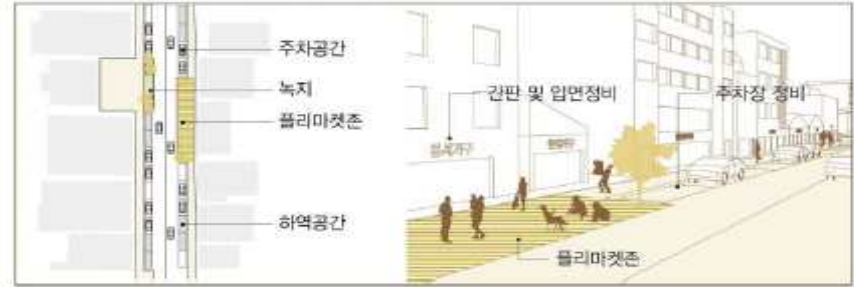 주차공간
녹지
플리마켓존
하역공간
간판 및 입면정비
주차장 정비
플리마켓존